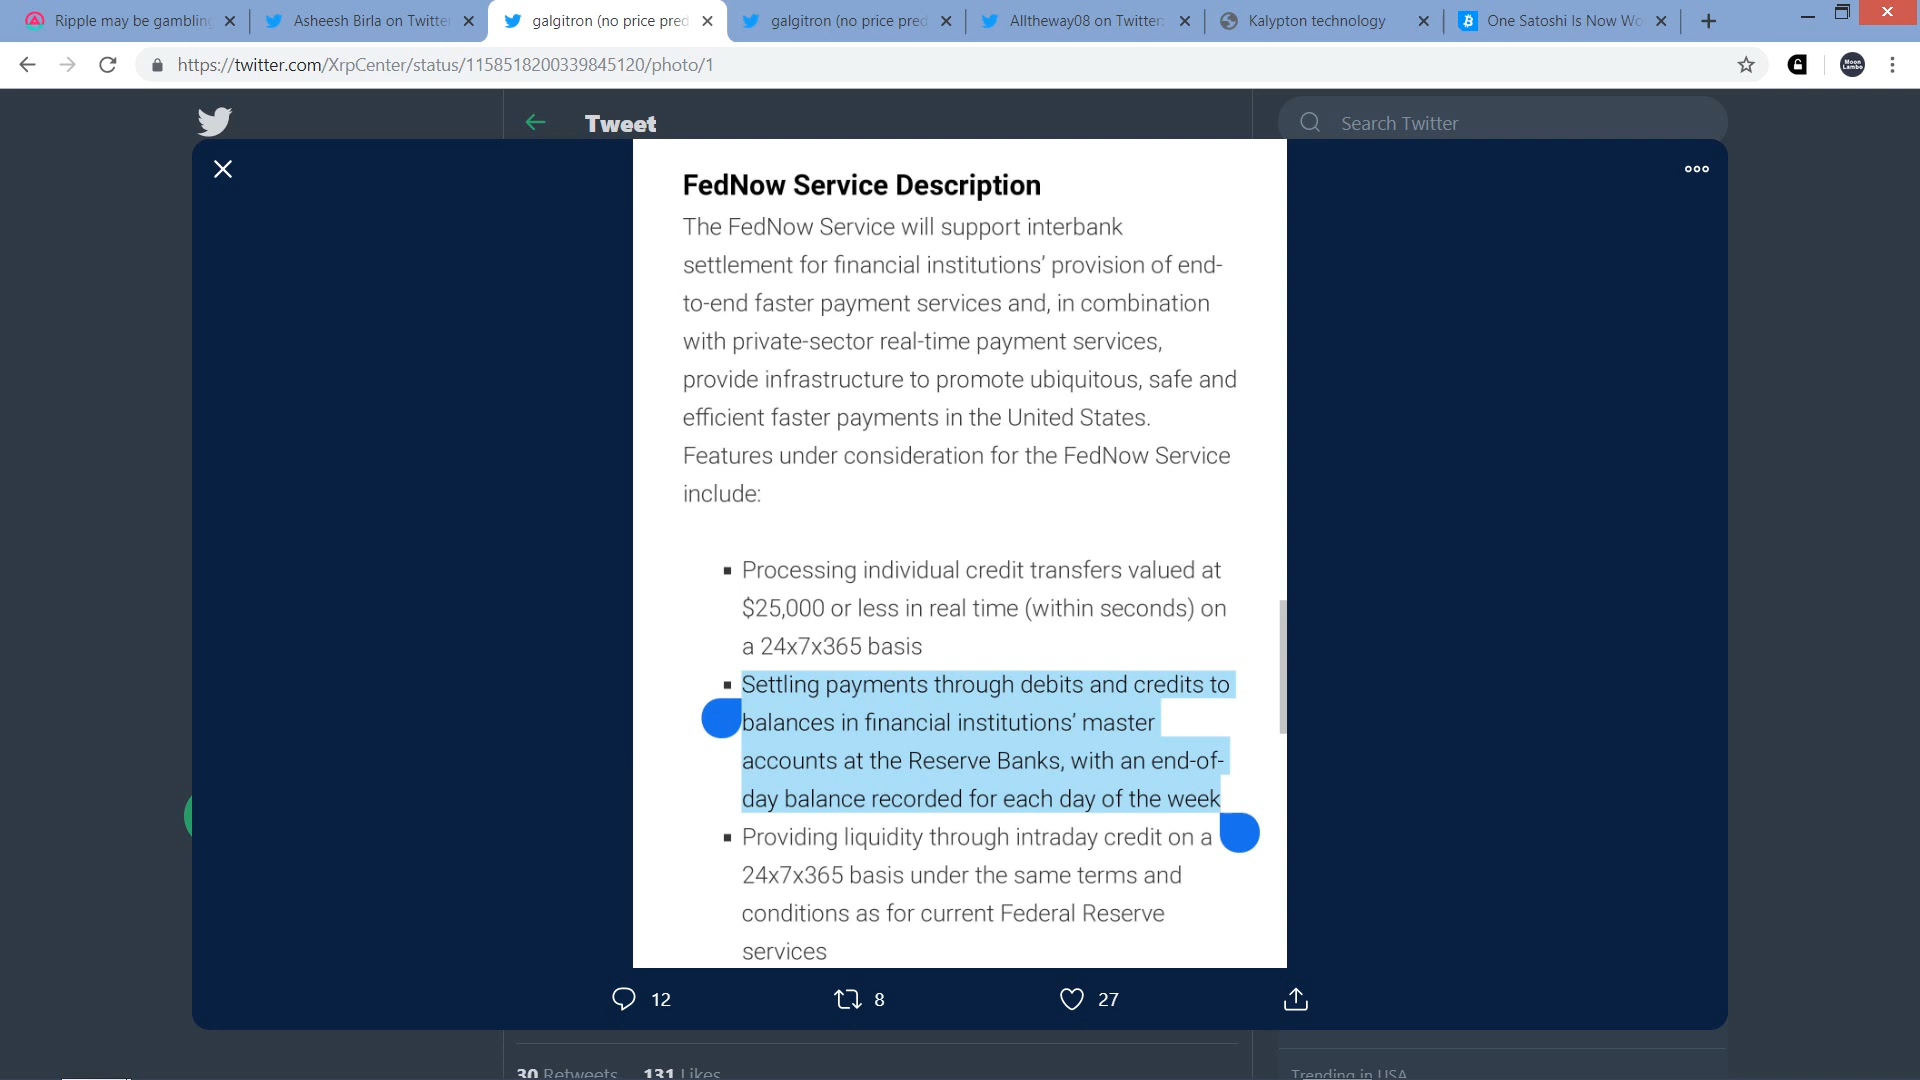 Ripple may be gambling
Asheesh Birla on Twitter
galgitron (no price pred
galgitron (no price pred
Alltheway08 on Twitter:
Kalypton technology
One Satoshi Is Now Wo
https://twitter.com/XrpCenter/status/1158518200339845120/photo/1
Moon Lambo
Tweet
Search Twitter
FedNow Service Description
The FedNow Service will support interbank
settlement for financial institutions’ provision of end-
to-end faster payment services and, in combination
with private-sector real-time payment services,
provide infrastructure to promote ubiquitous, safe and
efficient faster payments in the United States.
Features under consideration for the FedNow Service
include:
▪ Processing individual credit transfers valued at
$25,000 or less in real time (within seconds) on
a 24x7x365 basis
▪ Settling payments through debits and credits to
balances in financial institutions’ master
accounts at the Reserve Banks, with an end-of-
day balance recorded for each day of the week
▪ Providing liquidity through intraday credit on a
24x7x365 basis under the same terms and
conditions as for current Federal Reserve
services
12
8
27
30 Retweets 131 Likes
Trending in USA